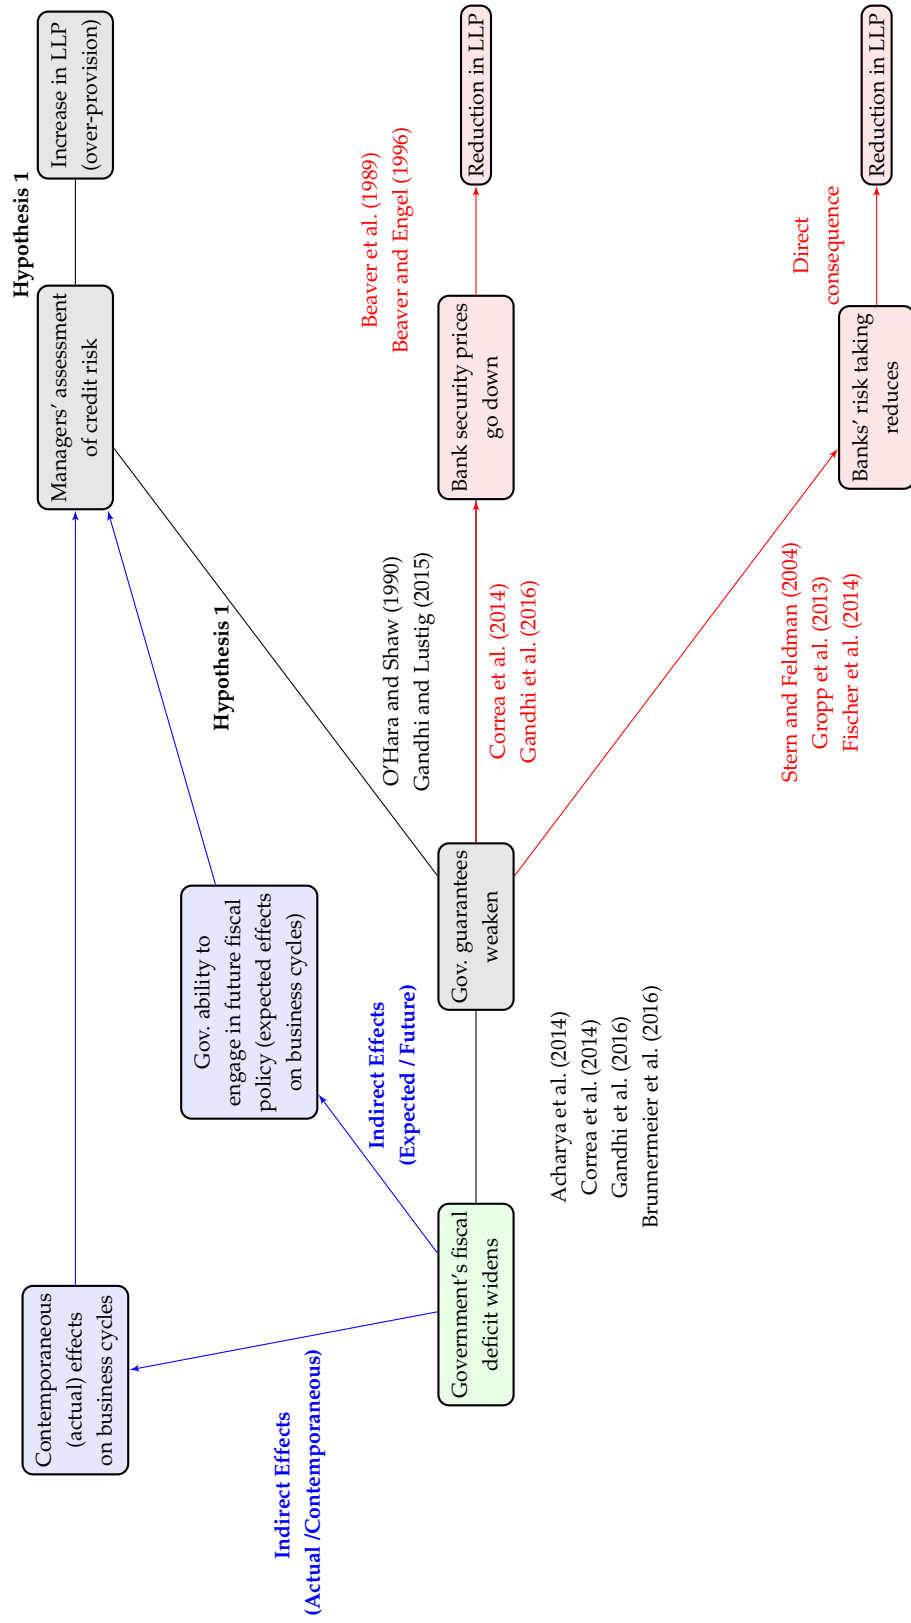 Contemporaneous
(actual) effects
on business cycles
Hypothesis 1
Managers' assessment
of credit risk
Increase in LLP
(over-provision)
Gov. ability to
engage in future fiscal
policy (expected effects
on business cycles)
Hypothesis 1
Indirect Effects
(Actual /Contemporaneous)
Indirect Effects
(Expected / Future)
O'Hara and Shaw (1990)
Gandhi and Lustig (2015)
Beaver et al. (1989)
Beaver and Engel (1996)
Government's fiscal
deficit widens
Gov. guarantees
weaken
Bank security prices
go down
Reduction in LLP
Correa et al. (2014)
Gandhi et al. (2016)
Acharya et al. (2014)
Correa et al. (2014)
Gandhi et al. (2016)
Brunnermeier et al. (2016)
Stern and Feldman (2004)
Gropp et al. (2013)
Fischer et al. (2014)
Direct
consequence
Banks' risk taking
reduces
Reduction in LLP